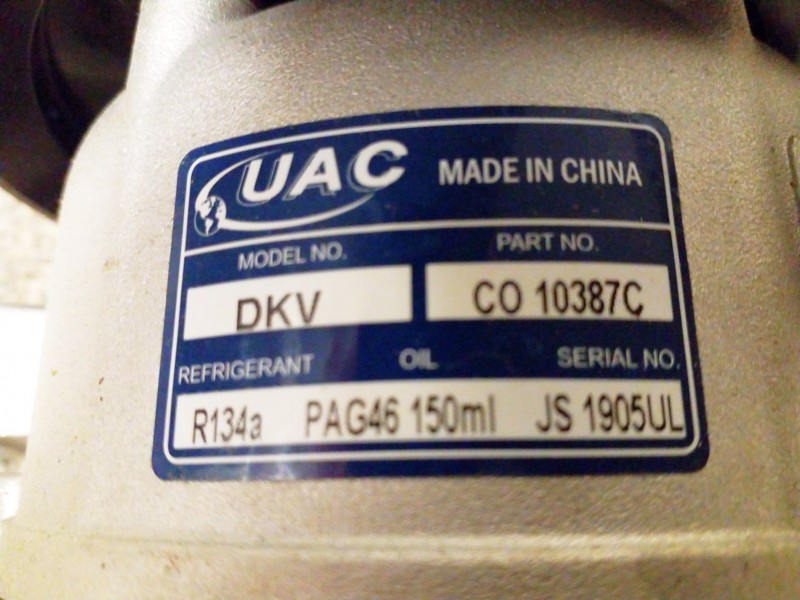 UAC MADE IN CHINA
MODEL NO. PART NO.
DKV CO 10387C
REFRIGERANT OIL SERIAL NO.
R134a PAG46 150ml JS 1905UL